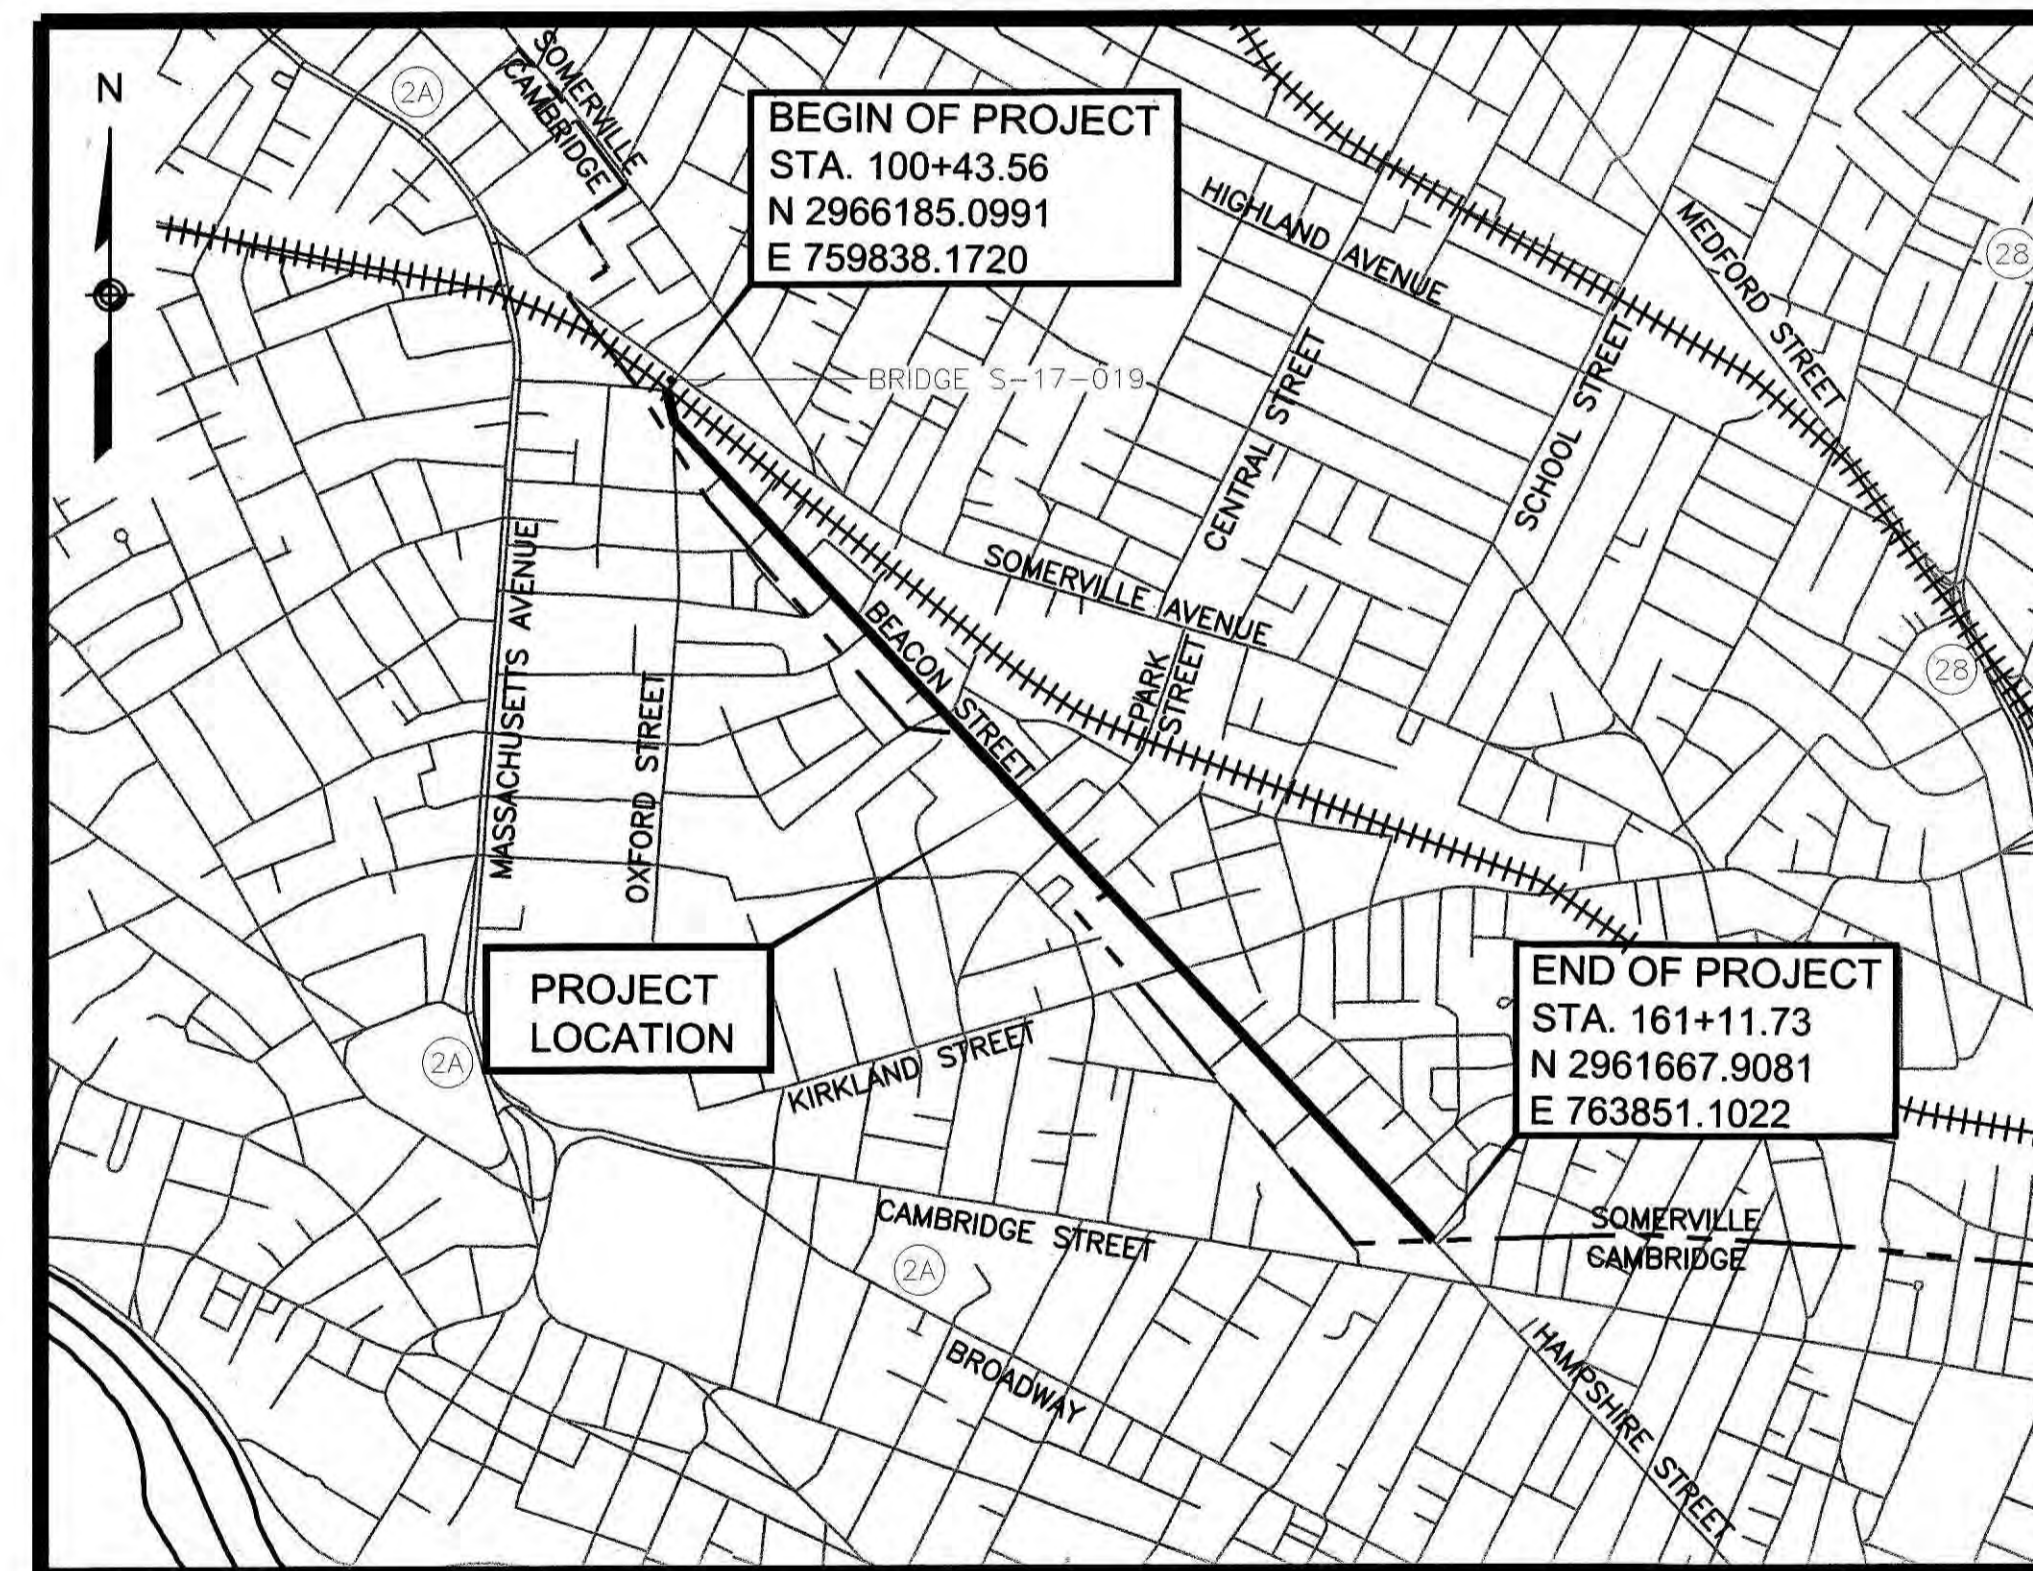 N
2A
SOMERVILLE
CAMBRIDGE
BEGIN OF PROJECT
STA. 100+43.56
N 2966185.0991
E 759838.1720
HIGHLAND AVENUE
MEDFORD STREET
28
BRIDGE S-17-019
CENTRAL STREET
SCHOOL STREET
SOMERVILLE AVENUE
MASSACHUSETTS AVENUE
OXFORD STREET
BEACON STREET
PARK
STREET
28
PROJECT
LOCATION
END OF PROJECT
STA. 161+11.73
N 2961667.9081
E 763851.1022
2A
KIRKLAND STREET
CAMBRIDGE STREET
SOMERVILLE
CAMBRIDGE
2A
BROADWAY
HAMPSHIRE STREET